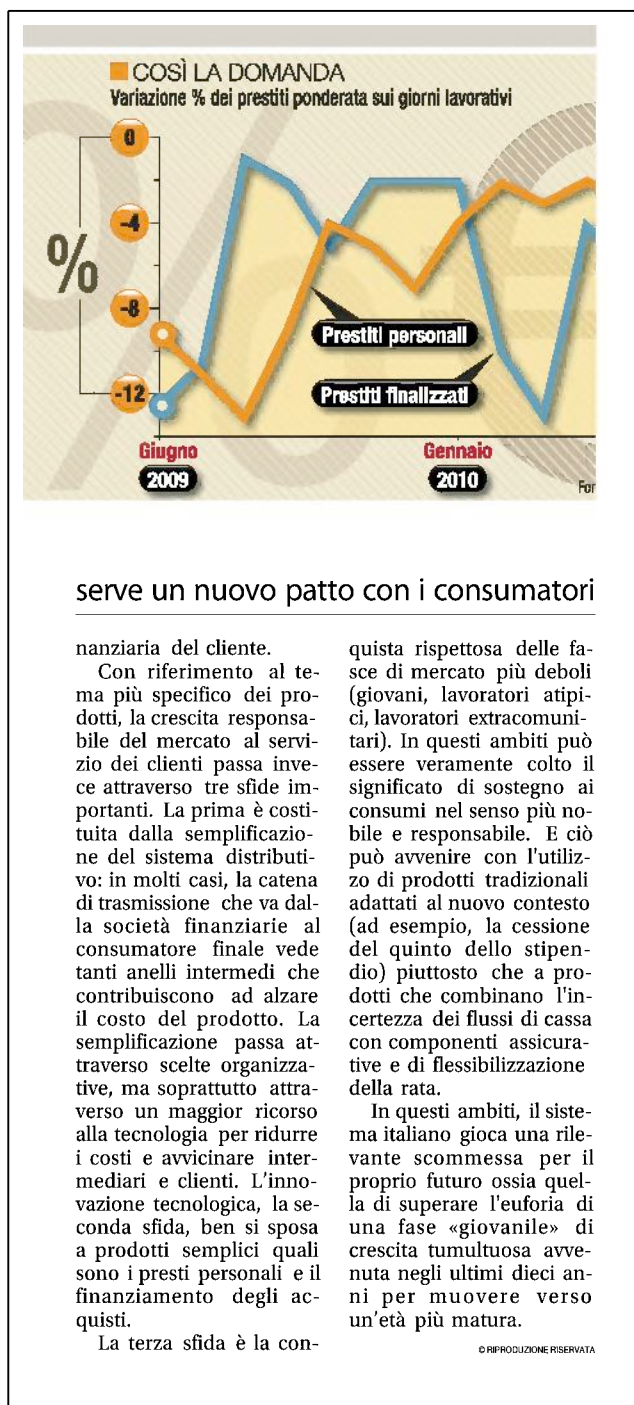 COSÌ LA DOMANDA
Variazione % dei prestiti ponderata sui giorni lavorativi
0
-4
%
-8
Prestiti personali
-12
Prestiti finalizzati
Giugno
Gennaio
2009
2010
For
serve un nuovo patto con i consumatori
nanziaria del cliente.
Con riferimento al te-
ma più specifico dei pro-
dotti, la crescita responsa-
bile del mercato al servi-
zio dei clienti passa inve-
ce attraverso tre sfide im-
portanti. La prima è costi-
tuita dalla semplificazio-
ne del sistema distributi-
vo: in molti casi, la catena
di trasmissione che va dal-
la società finanziarie al
consumatore finale vede
tanti anelli intermedi che
contribuiscono ad alzare
il costo del prodotto. La
semplificazione passa at-
traverso scelte organizza-
tive, ma soprattutto attra-
verso un maggior ricorso
alla tecnologia per ridurre
i costi e avvicinare inter-
mediari e clienti. L'inno-
vazione tecnologica, la se-
conda sfida, ben si sposa
a prodotti semplici quali
sono i presti personali e il
finanziamento degli ac-
quisti.
La terza sfida è la con-
quista rispettosa delle fa-
sce di mercato più deboli
(giovani, lavoratori atipi-
ci, lavoratori extracomuni-
tari). In questi ambiti può
essere veramente colto il
significato di sostegno ai
consumi nel senso più no-
bile e responsabile. E ciò
può avvenire con l'utiliz-
zo di prodotti tradizionali
adattati al nuovo contesto
(ad esempio, la cessione
del quinto dello stipen-
dio) piuttosto che a pro-
dotti che combinano l'in-
certezza dei flussi di cassa
con componenti assicura-
tive e di flessibilizzazione
della rata.
In questi ambiti, il siste-
ma italiano gioca una rile-
vante scommessa per il
proprio futuro ossia quel-
la di superare l'euforia di
una fase «giovanile» di
crescita tumultuosa avve-
nuta negli ultimi dieci an-
ni per muovere verso
un'età più matura.
© RIPRODUZIONE RISERVATA